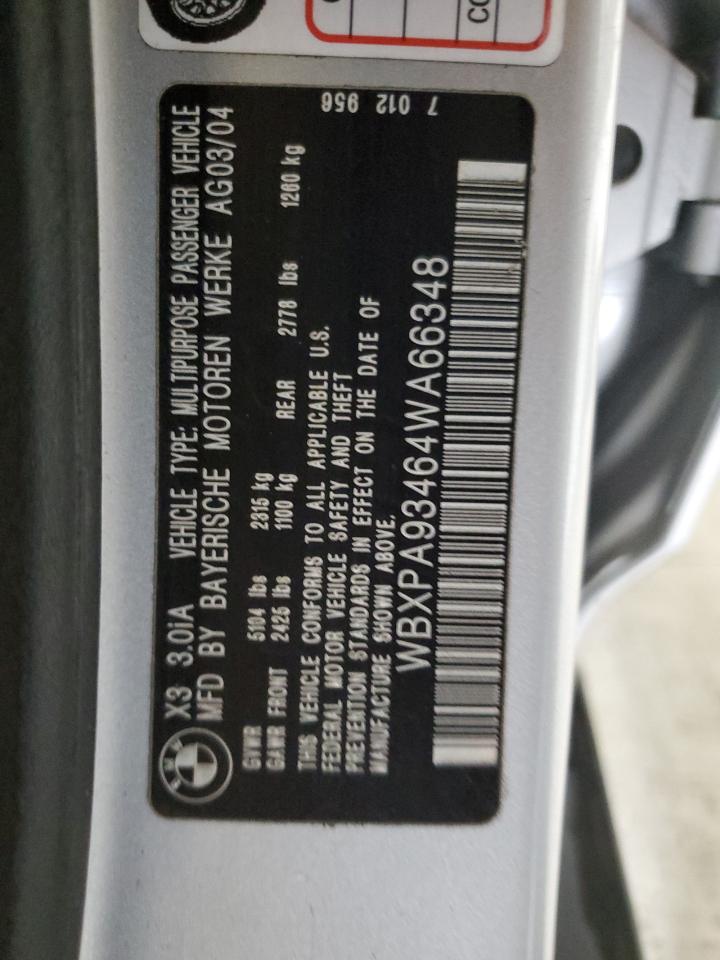 BMW
X3 3.0iA VEHICLE TYPE: MULTIPURPOSE PASSENGER VEHICLE
MFD BY BAYERISCHE MOTOREN WERKE AG03/04
GVWR 5104 lbs 2315 kg
GAWR FRONT 2425 lbs 1100 kg REAR 2778 lbs 1260 kg
THIS VEHICLE CONFORMS TO ALL APPLICABLE U.S.
FEDERAL MOTOR VEHICLE SAFETY AND THEFT
PREVENTION STANDARDS IN EFFECT ON THE DATE OF
MANUFACTURE SHOWN ABOVE.
WBXPA93464WA66348
7 012 956